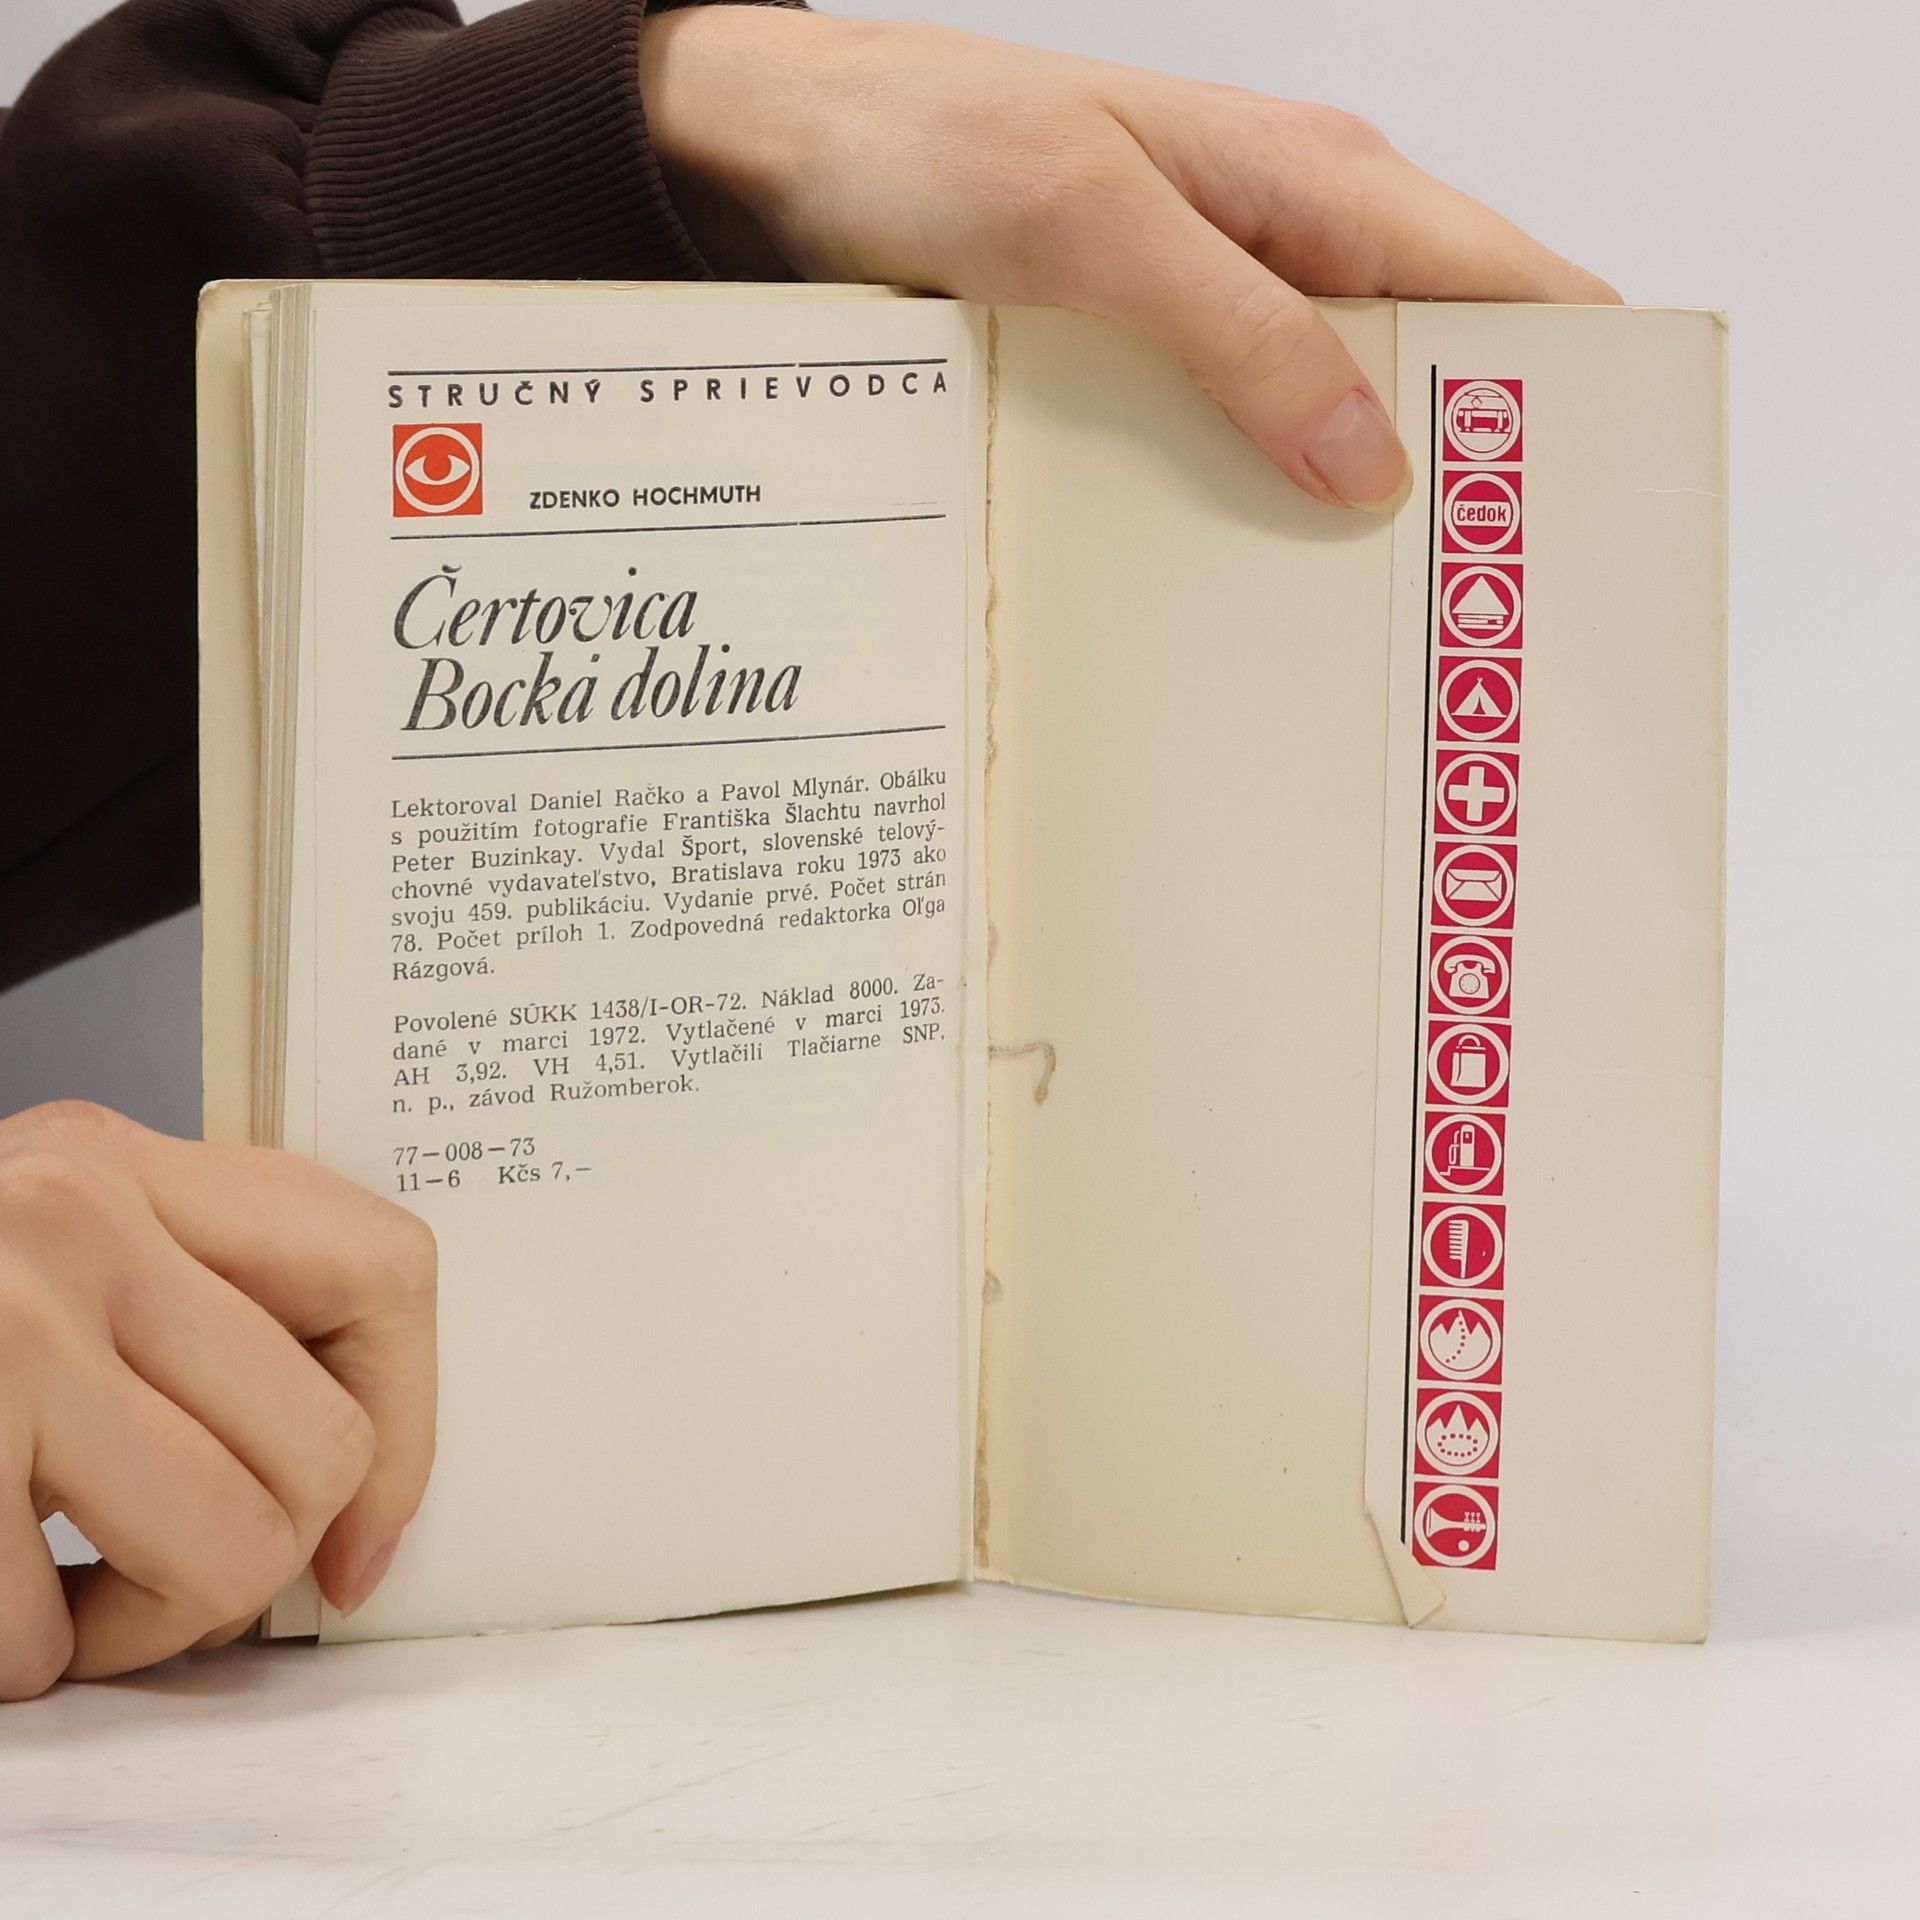 STRUČNÝ SPRIEVODCA
ZDENKO HOCHMUTH
Čertovica
Bocká dolina
Lektoroval Daniel Račko a Pavol Mlynár. Obálku
s použitím fotografie Františka Šlachtu navrhol
Peter Buzinkay. Vydal Šport, slovenské telový-
chovné vydavateľstvo, Bratislava roku 1973 ako
svoju 459. publikáciu. Vydanie prvé. Počet strán
78. Počet príloh 1. Zodpovedná redaktorka Oľga
Rázgová.
Povolené SÚKK 1438/I-OR-72. Náklad 8000. Za-
dané v marci 1972. Vytlačené v marci 1973.
AH 3,92. VH 4,51. Vytlačili Tlačiarne SNP,
n. p., závod Ružomberok.
77—008—73
11—6 Kčs 7,—
čedok